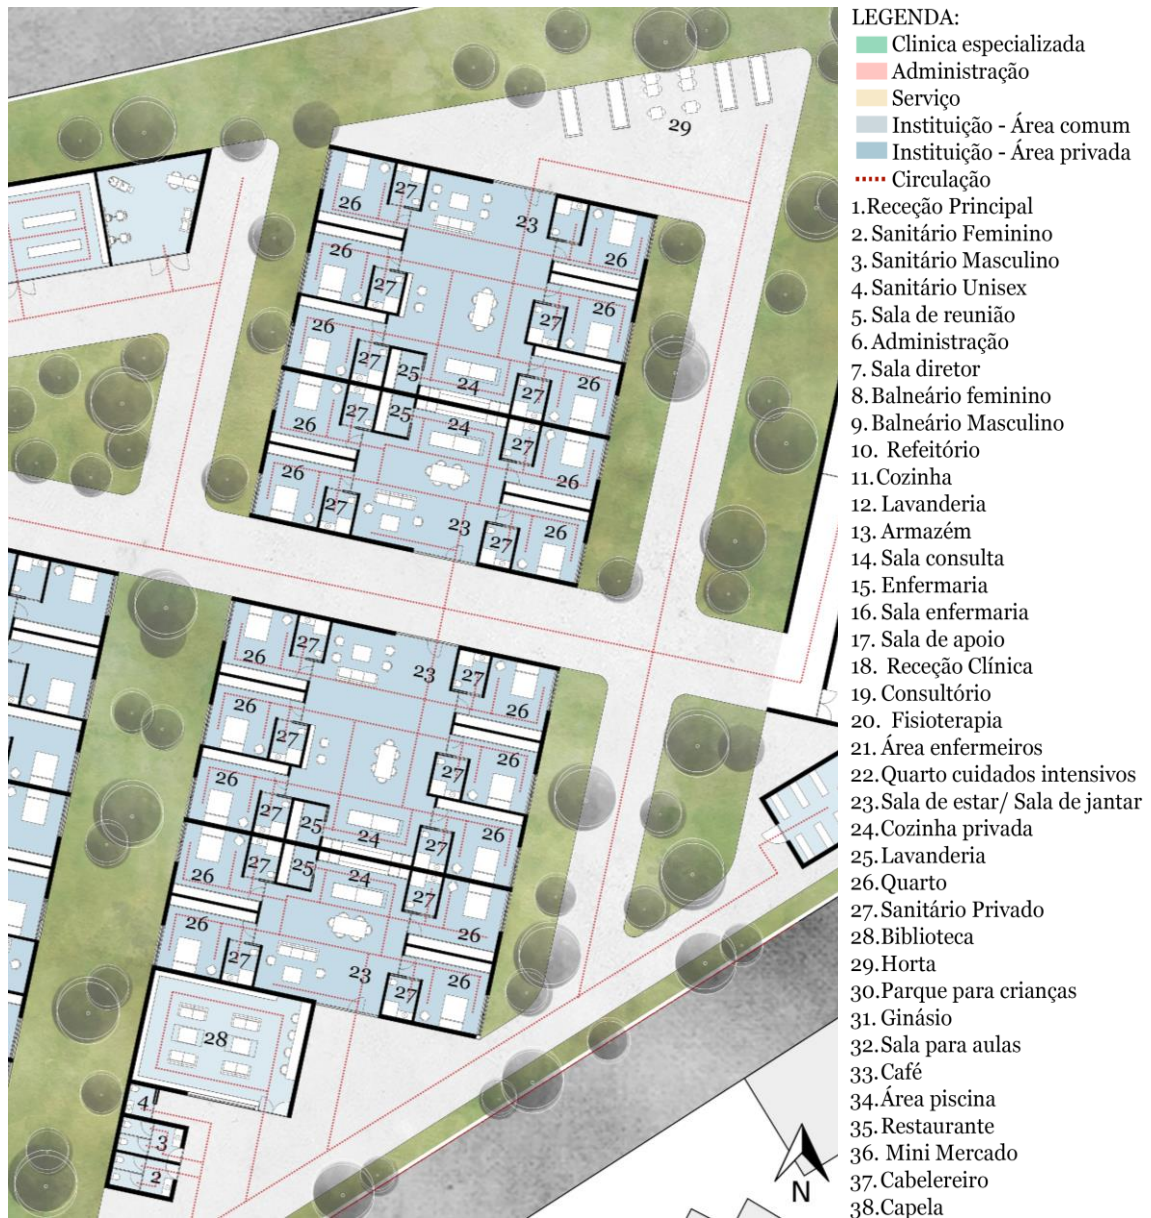 LEGENDA:
Clinica especializada
Administração
Serviço
Instituição - Área comum
Instituição - Área privada
Circulação
1.Receção Principal
2.Sanitário Feminino
3.Sanitário Masculino
4.Sanitário Unisex
5.Sala de reunião
6.Administração
7.Sala diretor
8.Balneário feminino
9.Balneário Masculino
10. Refeitório
11.Cozinha
12.Lavanderia
13.Armazém
14.Sala consulta
15.Enfermaria
16.Sala enfermaria
17.Sala de apoio
18. Receção Clínica
19.Consultório
20. Fisioterapia
21.Área enfermeiros
22.Quarto cuidados intensivos
23.Sala de estar/ Sala de jantar
24.Cozinha privada
25.Lavanderia
26.Quarto
27.Sanitário Privado
28.Biblioteca
29.Horta
30.Parque para crianças
31.Ginásio
32.Sala para aulas
33.Café
34.Área piscina
35.Restaurante
36. Mini Mercado
37.Cabelereiro
38.Capela
29
27
26
23
26
26
27
26
27
26
27
25
24
27
26
26
27
25
24
27
26
26
27
23
27
26
27
26
23
27
26
26
27
26
27
26
27
25
24
27
26
26
27
25
24
27
26
27
23
27
26
28
4
3
2
N